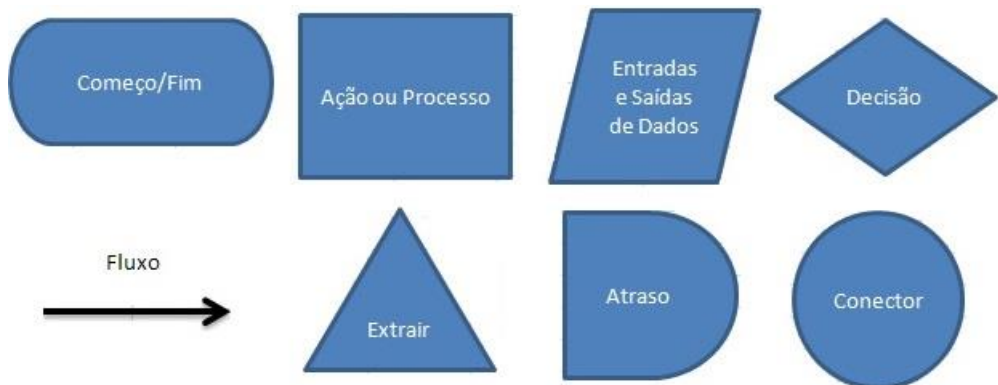 Começo/Fim
Ação ou Processo
Entradas
e Saídas
de Dados
Decisão
Fluxo
Extrair
Atraso
Conector